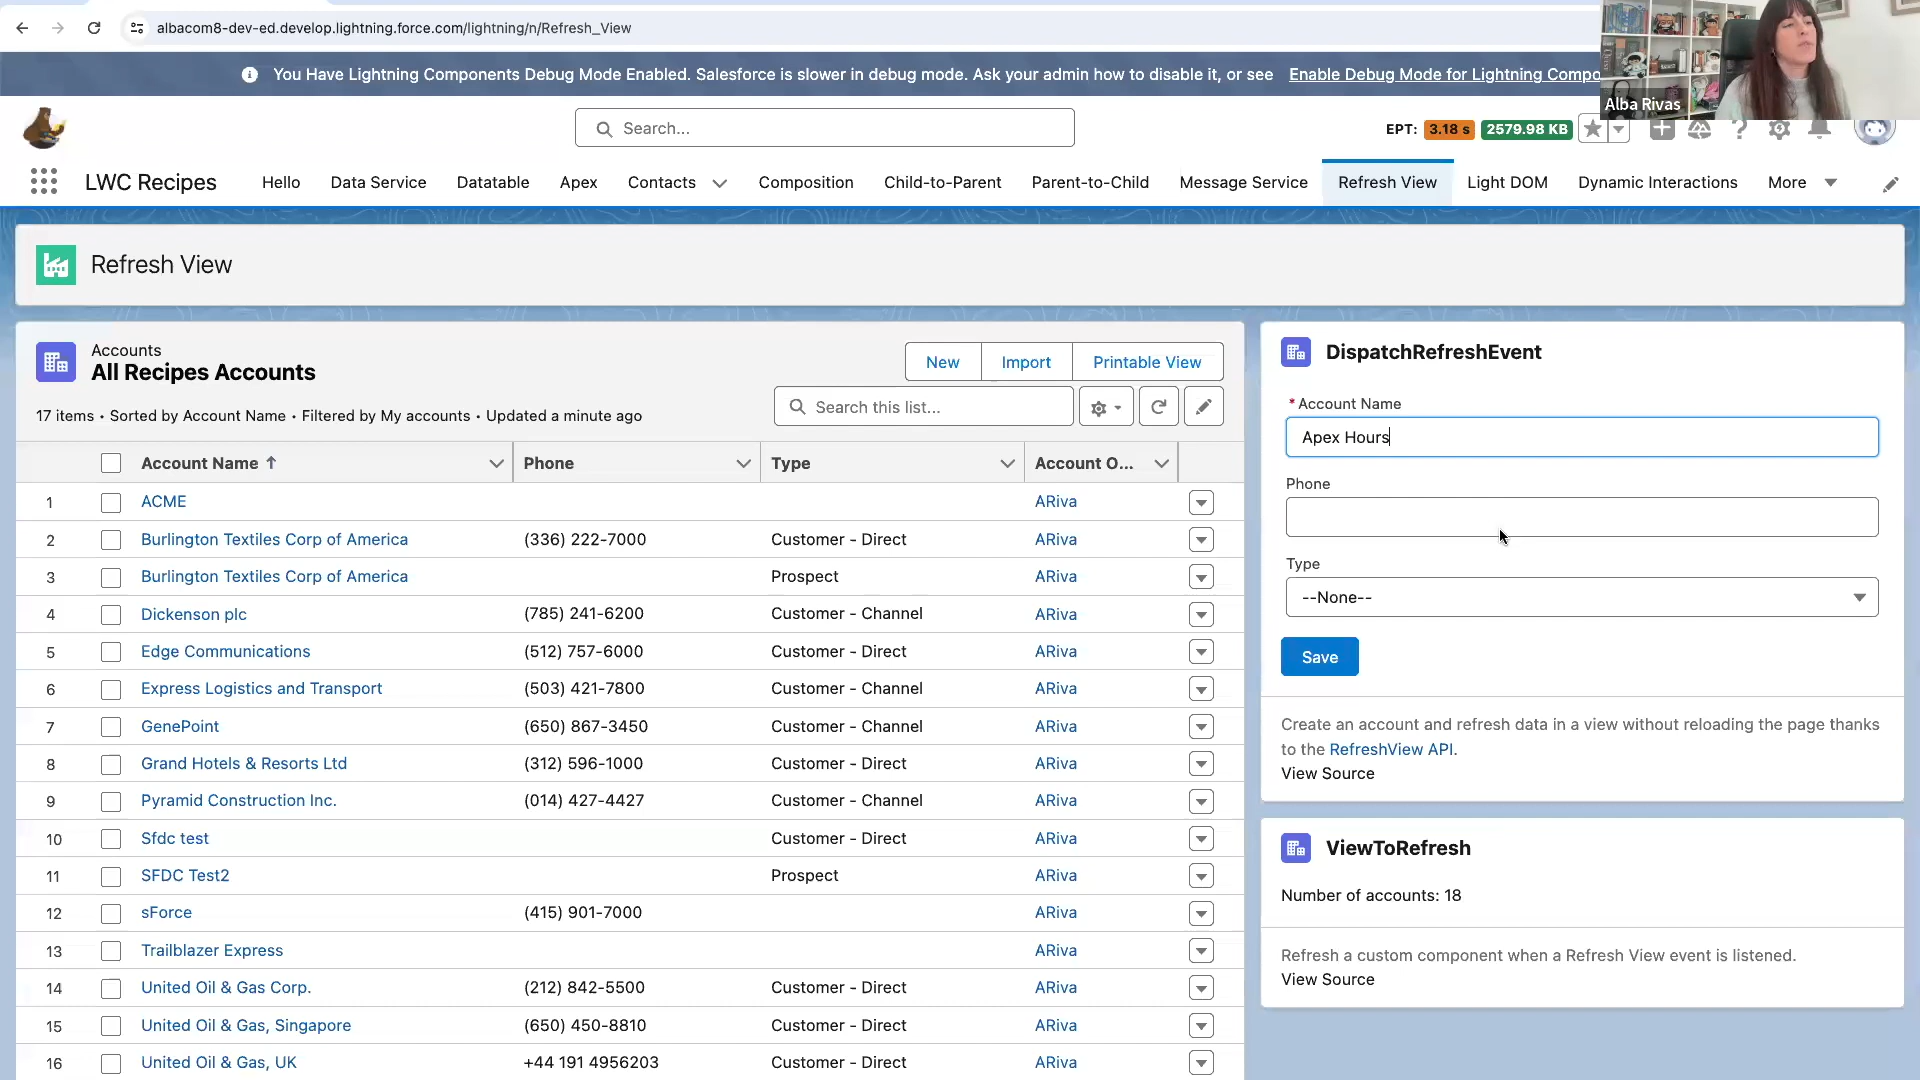 albacom8-dev-ed.develop.lightning.force.com/lightning/n/Refresh_View
You Have Lightning Components Debug Mode Enabled. Salesforce is slower in debug mode. Ask your admin how to disable it, or see Enable Debug Mode for Lightning Compo
Alba Rivas
Search...
EPT: 3.18 s 2579.98 KB
LWC Recipes Hello Data Service Datatable Apex Contacts Composition Child-to-Parent Parent-to-Child Message Service Refresh View Light DOM Dynamic Interactions More
Refresh View
Accounts
All Recipes Accounts
New Import Printable View
17 items • Sorted by Account Name • Filtered by My accounts • Updated a minute ago
Search this list...
Account Name Phone Type Account O...
1 ACME ARiva
2 Burlington Textiles Corp of America (336) 222-7000 Customer - Direct ARiva
3 Burlington Textiles Corp of America Prospect ARiva
4 Dickenson plc (785) 241-6200 Customer - Channel ARiva
5 Edge Communications (512) 757-6000 Customer - Direct ARiva
6 Express Logistics and Transport (503) 421-7800 Customer - Channel ARiva
7 GenePoint (650) 867-3450 Customer - Channel ARiva
8 Grand Hotels & Resorts Ltd (312) 596-1000 Customer - Direct ARiva
9 Pyramid Construction Inc. (014) 427-4427 Customer - Channel ARiva
10 Sfdc test Customer - Direct ARiva
11 SFDC Test2 Prospect ARiva
12 sForce (415) 901-7000 ARiva
13 Trailblazer Express ARiva
14 United Oil & Gas Corp. (212) 842-5500 Customer - Direct ARiva
15 United Oil & Gas, Singapore (650) 450-8810 Customer - Direct ARiva
16 United Oil & Gas, UK +44 191 4956203 Customer - Direct ARiva
DispatchRefreshEvent
* Account Name
Apex Hours
Phone
Type
--None--
Save
Create an account and refresh data in a view without reloading the page thanks
to the RefreshView API.
View Source
ViewToRefresh
Number of accounts: 18
Refresh a custom component when a Refresh View event is listened.
View Source